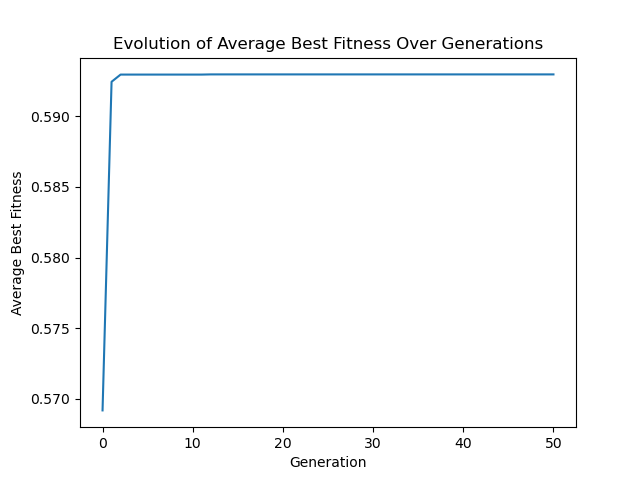 Evolution of Average Best Fitness Over Generations
0.590
0.585
0.580
0.575
0.570
Average Best Fitness
0 10 20 30 40 50
Generation